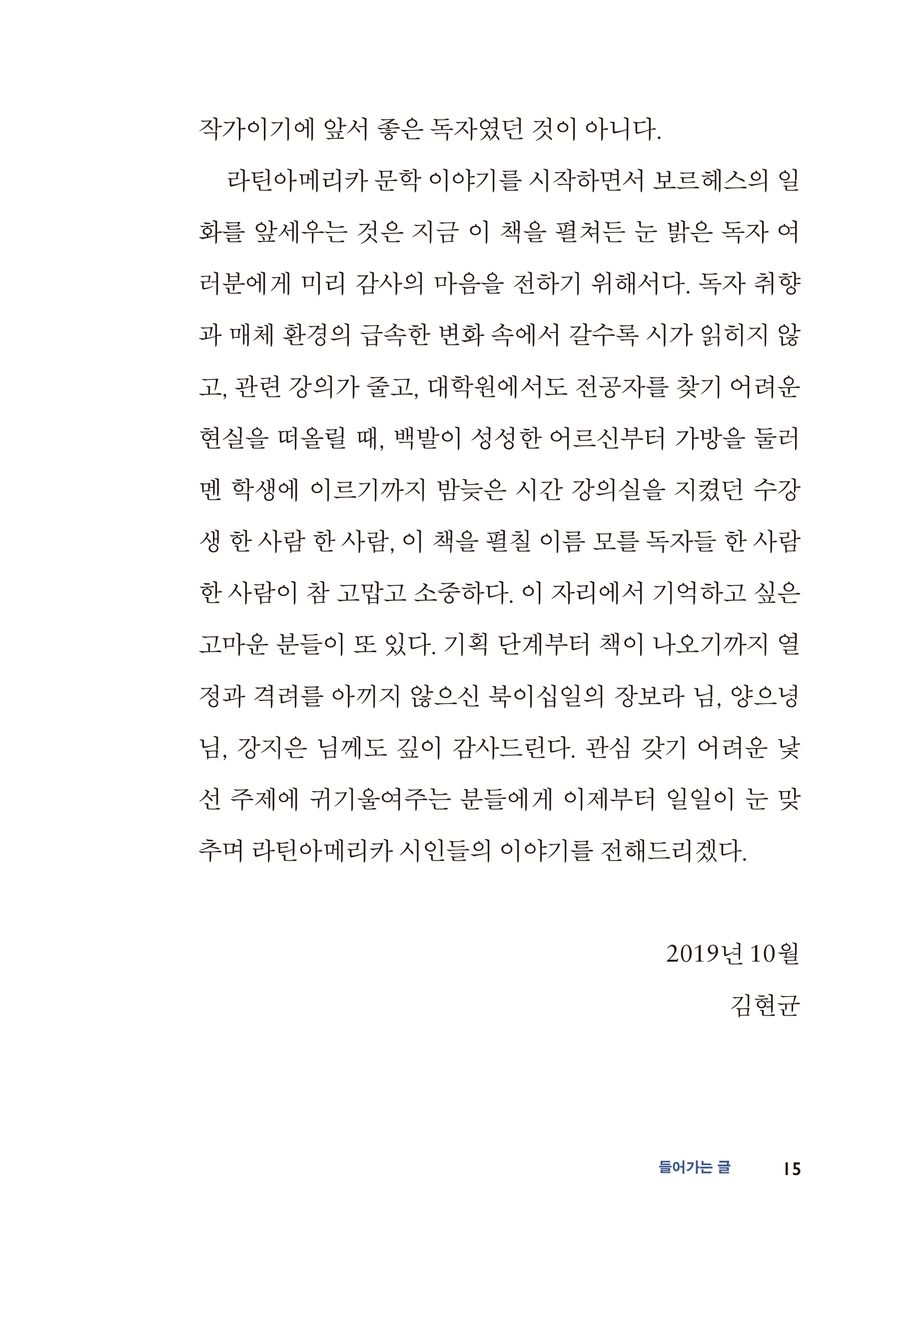 작가이기에 앞서 좋은 독자였던 것이 아니다.
라틴아메리카 문학 이야기를 시작하면서 보르헤스의 일
화를 앞세우는 것은 지금 이 책을 펼쳐든 눈 밝은 독자 여
러분에게 미리 감사의 마음을 전하기 위해서다. 독자 취향
과 매체 환경의 급속한 변화 속에서 갈수록 시가 읽히지 않
고, 관련 강의가 줄고, 대학원에서도 전공자를 찾기 어려운
현실을 떠올릴 때, 백발이 성성한 어르신부터 가방을 둘러
멘 학생에 이르기까지 밤늦은 시간 강의실을 지켰던 수강
생 한 사람 한 사람, 이 책을 펼칠 이름 모를 독자들 한 사람
한 사람이 참 고맙고 소중하다. 이 자리에서 기억하고 싶은
고마운 분들이 또 있다. 기획 단계부터 책이 나오기까지 열
정과 격려를 아끼지 않으신 북이십일의 장보라 님, 양으녕
님, 강지은 님께도 깊이 감사드린다. 관심 갖기 어려운 낯
선 주제에 귀기울여주는 분들에게 이제부터 일일이 눈 맞
추며 라틴아메리카 시인들의 이야기를 전해드리겠다.
2019년 10월
김현균
들어가는 글 15